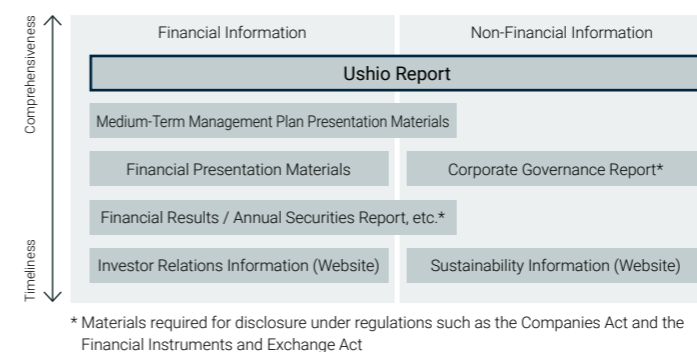 Comprehensiveness
Financial Information
Non-Financial Information
Ushio Report
Medium-Term Management Plan Presentation Materials
Financial Presentation Materials
Corporate Governance Report*
Financial Results / Annual Securities Report, etc.*
Investor Relations Information (Website)
Sustainability Information (Website)
Timeliness
* Materials required for disclosure under regulations such as the Companies Act and the
Financial Instruments and Exchange Act